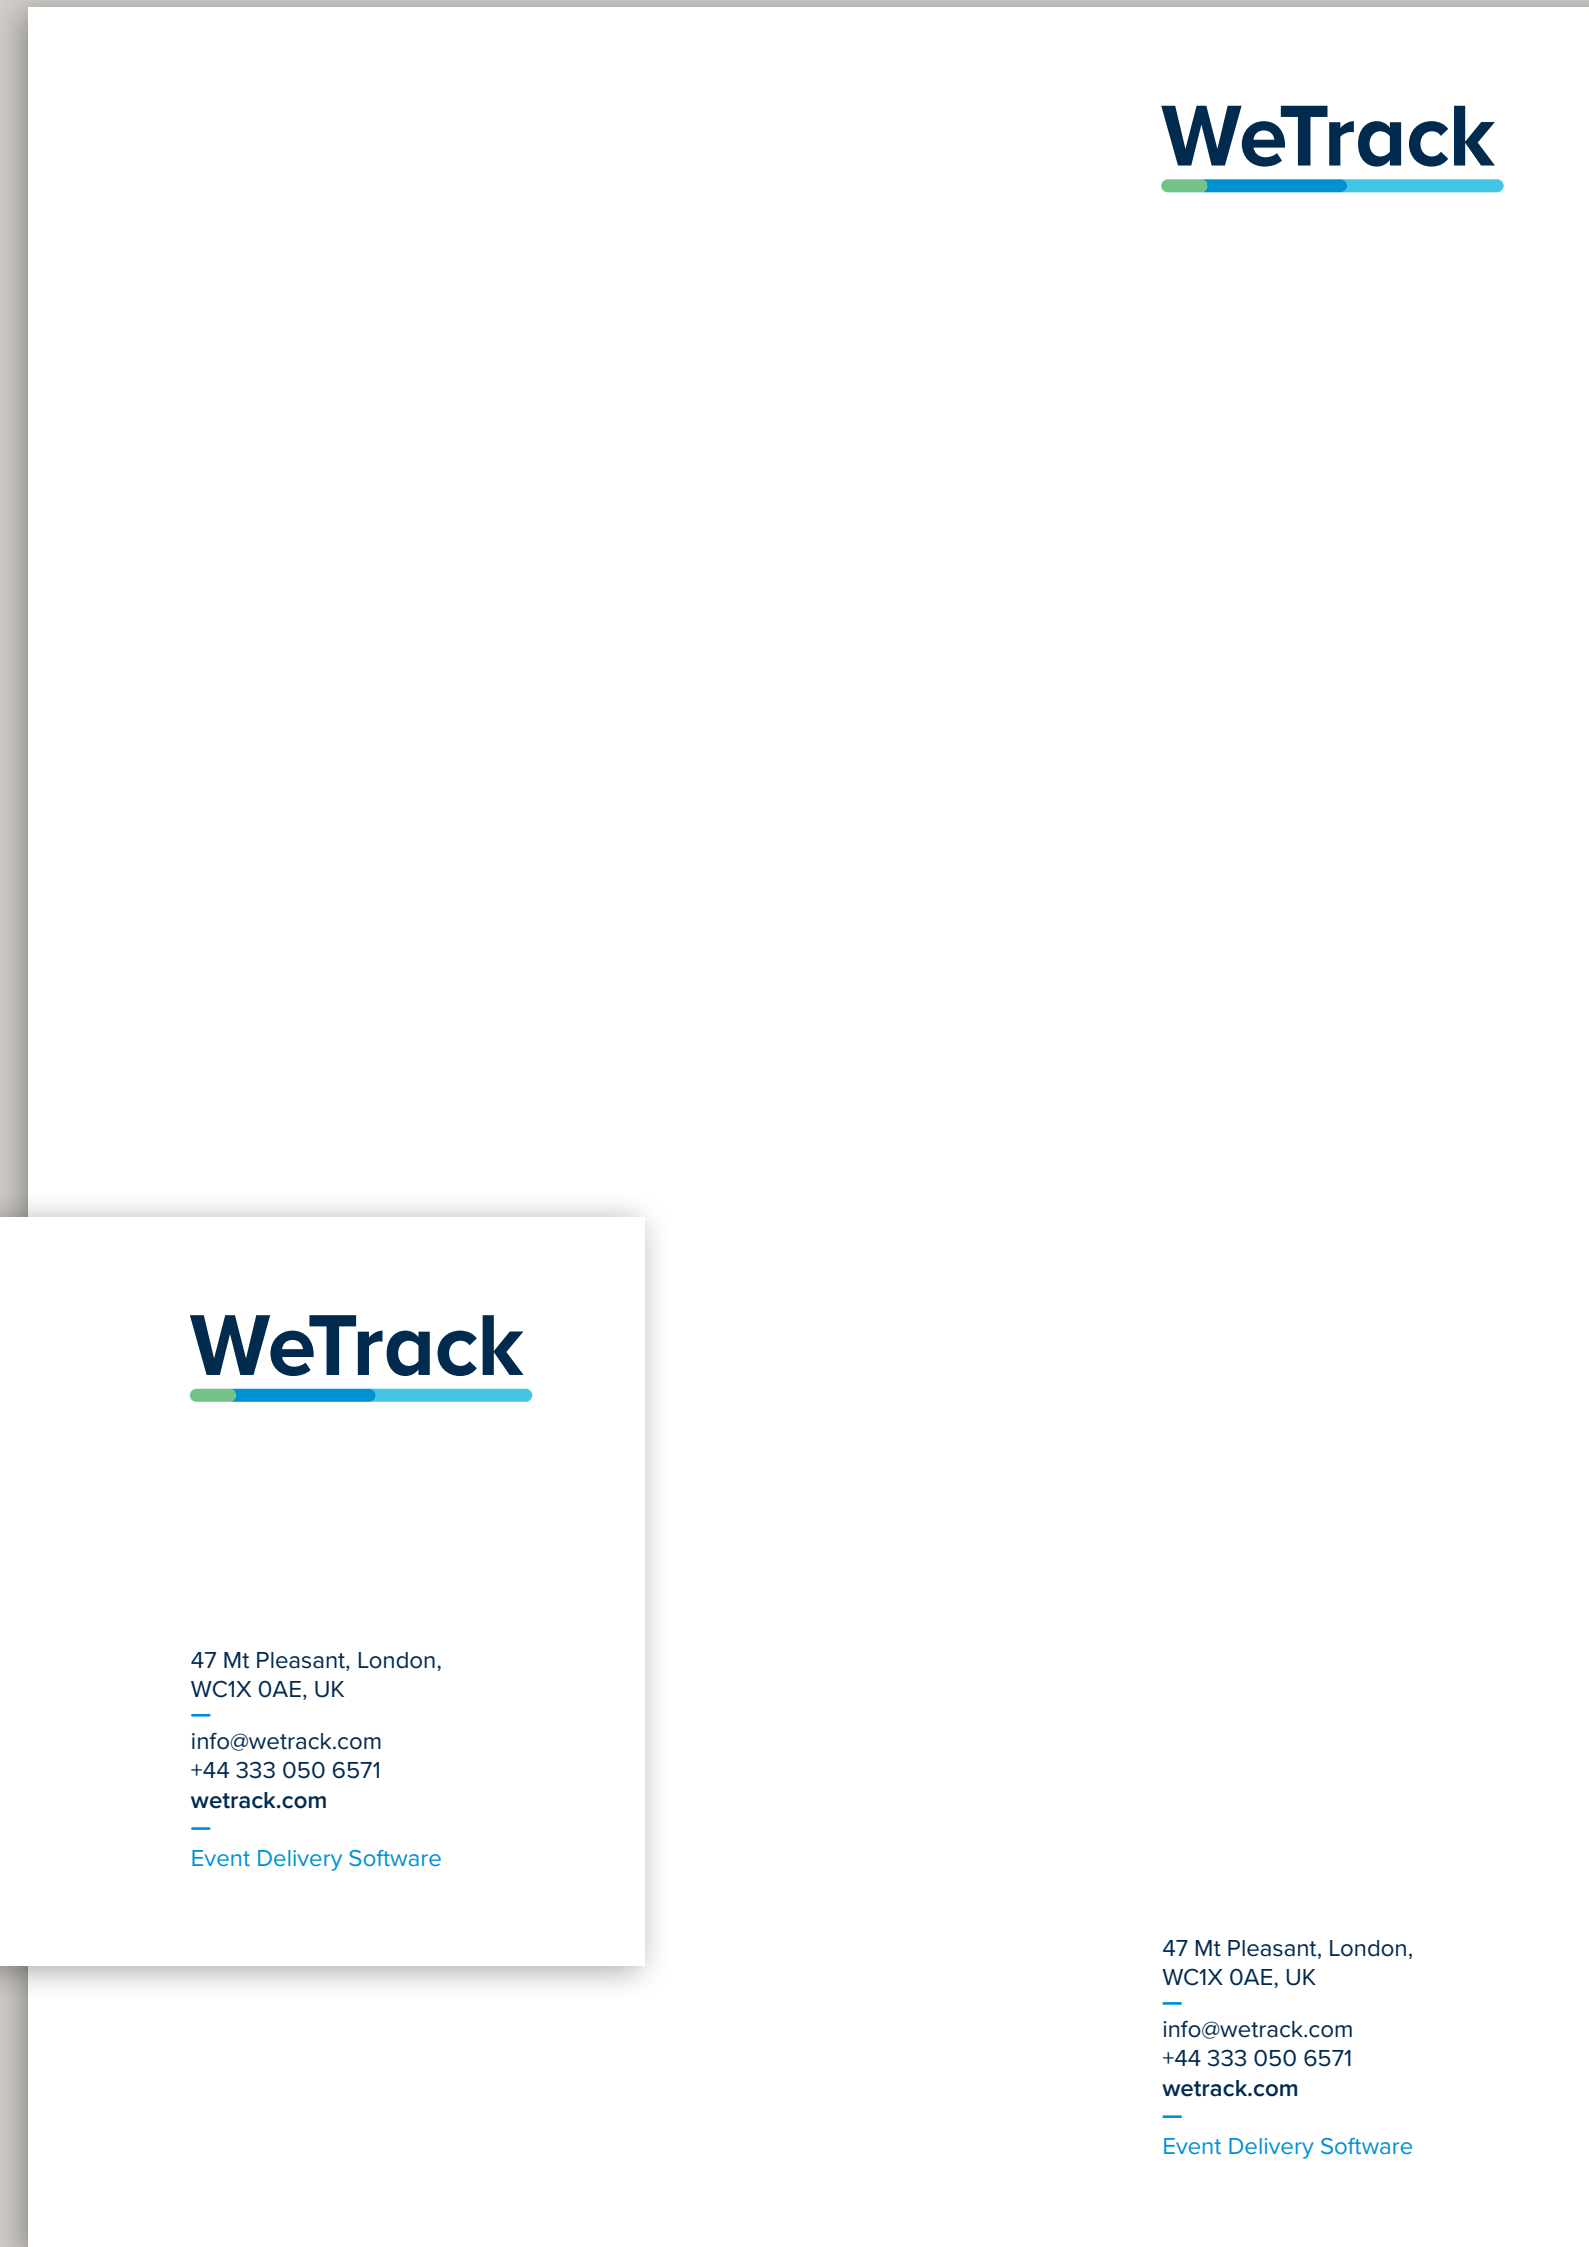 WeTrack
WeTrack
47 Mt Pleasant, London,
WC1X 0AE, UK
info@wetrack.com
+44 333 050 6571
wetrack.com
Event Delivery Software
47 Mt Pleasant, London,
WC1X 0AE, UK
info@wetrack.com
+44 333 050 6571
wetrack.com
Event Delivery Software